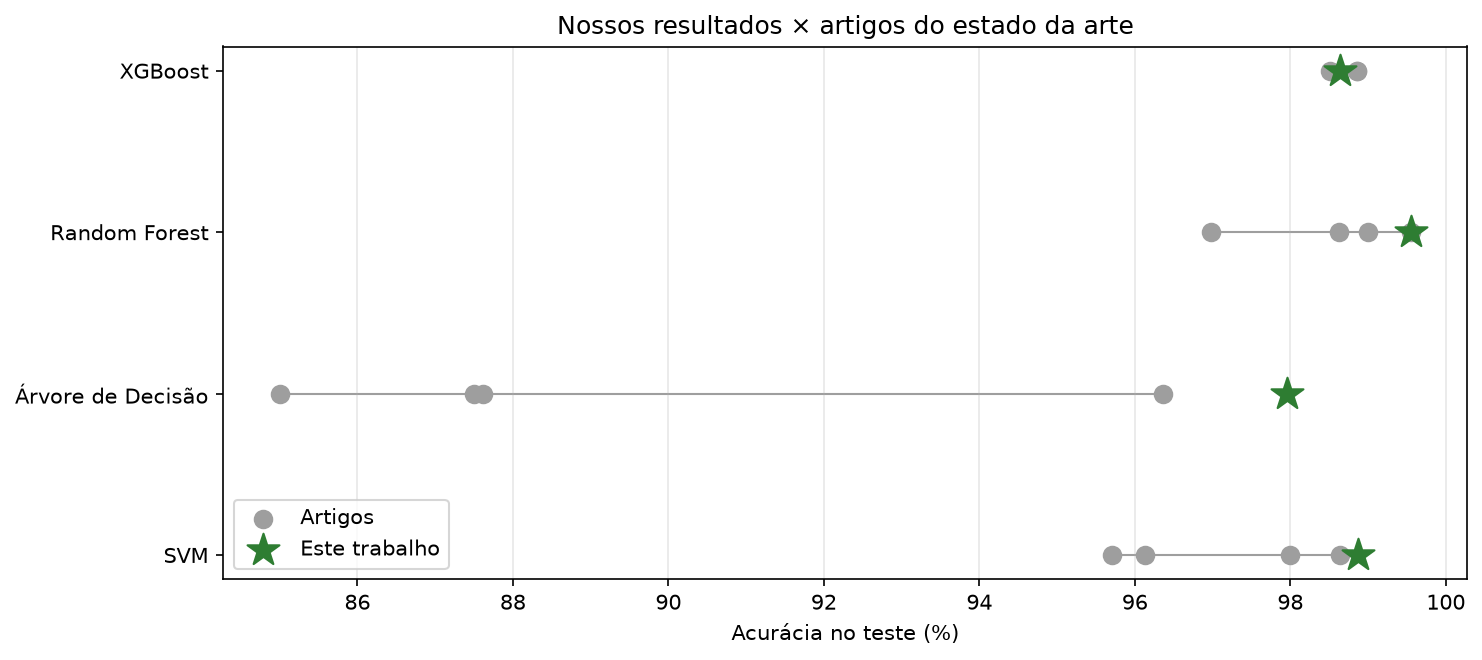 Nossos resultados × artigos do estado da arte
XGBoost
Random Forest
Árvore de Decisão
SVM
Artigos
Este trabalho
86 88 90 92 94 96 98 100
Acurácia no teste (%)